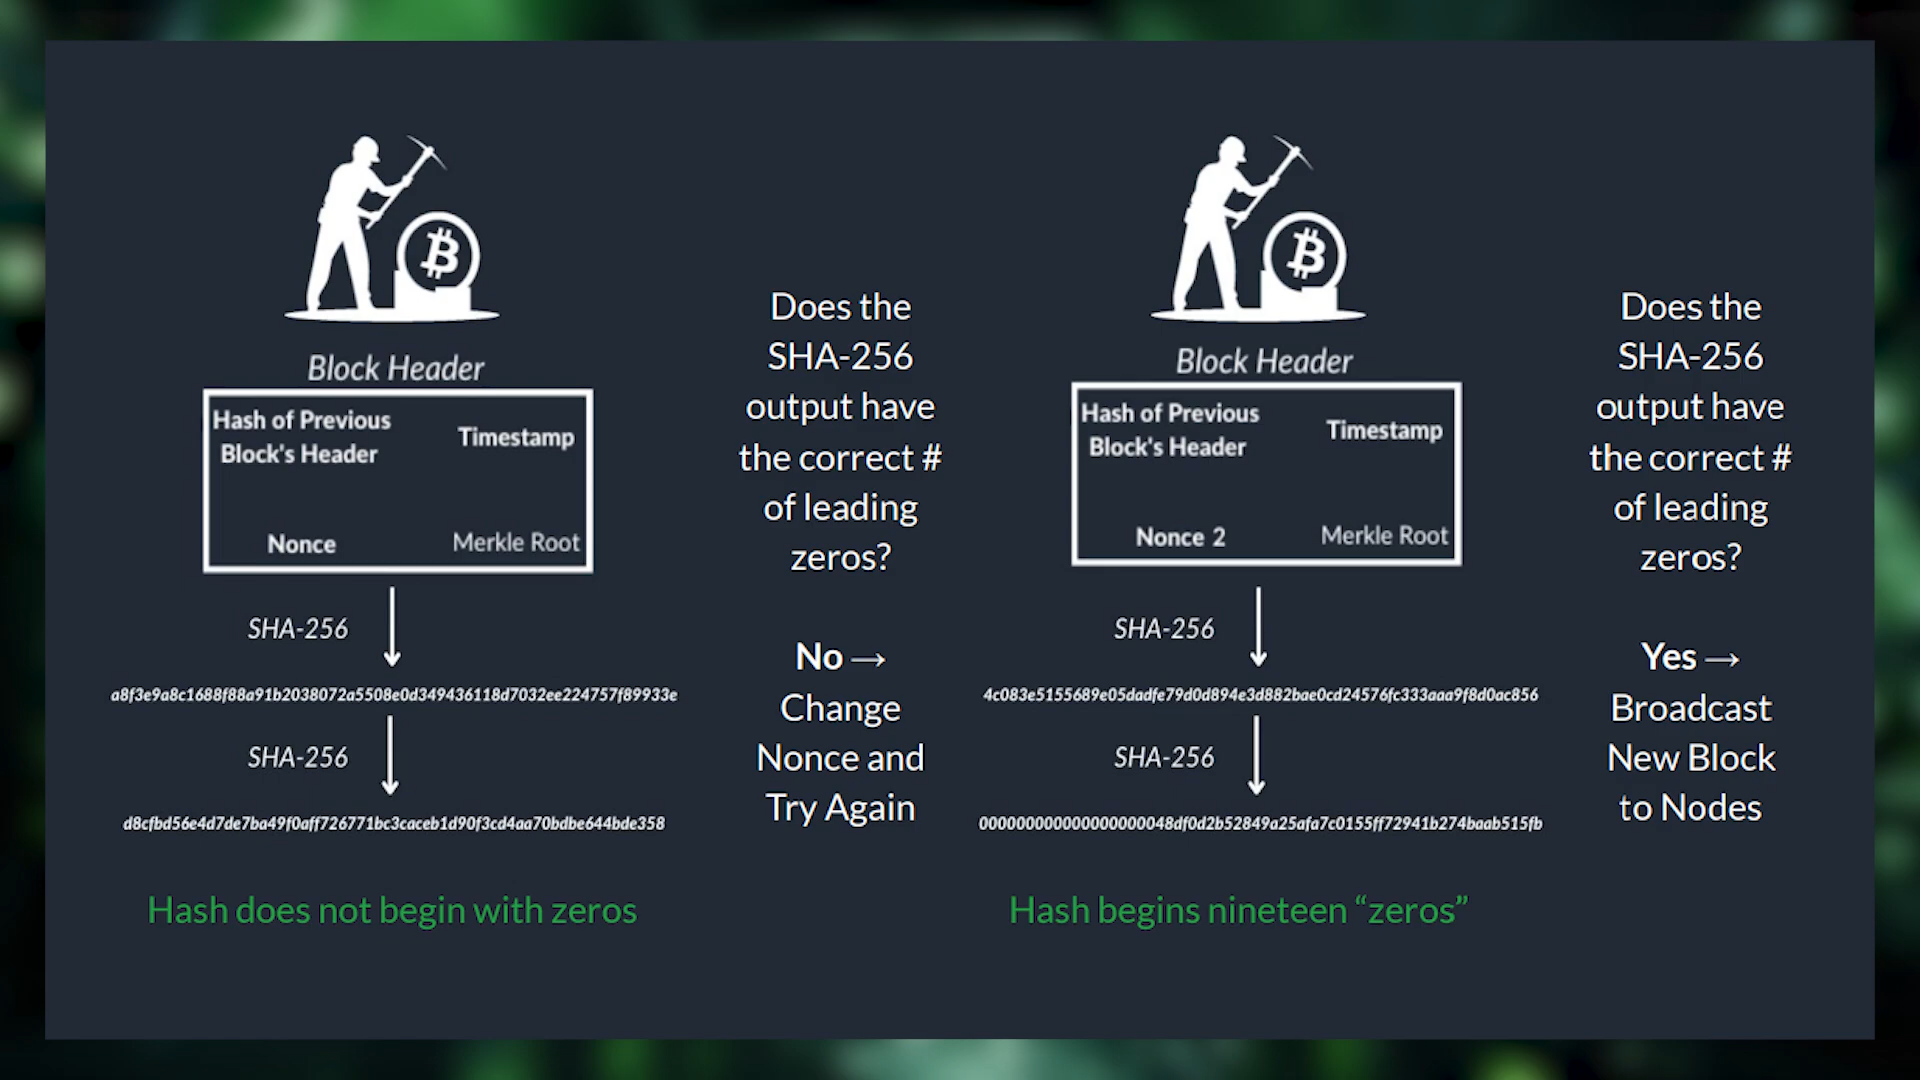 Block Header
Hash of Previous
Block's Header
Timestamp
Nonce
Merkle Root
SHA-256
a8f3e9a8c1688f88a91b2038072a5508e0d349436118d7032ee224757f89933e
SHA-256
d8cfbd56e4d7de7ba49f0aff726771bc3caceb1d90f3cd4aa70bdbe644bde358
Hash does not begin with zeros
Does the
SHA-256
output have
the correct #
of leading
zeros?
No →
Change
Nonce and
Try Again
Block Header
Hash of Previous
Block's Header
Timestamp
Nonce 2
Merkle Root
SHA-256
4c083e5155689e05dadfe79d0d894e3d882bae0cd24576fc333aaa9f8d0ac856
SHA-256
000000000000000000048df0d2b52849a25afa7c0155ff72941b274baab515fb
Hash begins nineteen “zeros”
Does the
SHA-256
output have
the correct #
of leading
zeros?
Yes →
Broadcast
New Block
to Nodes